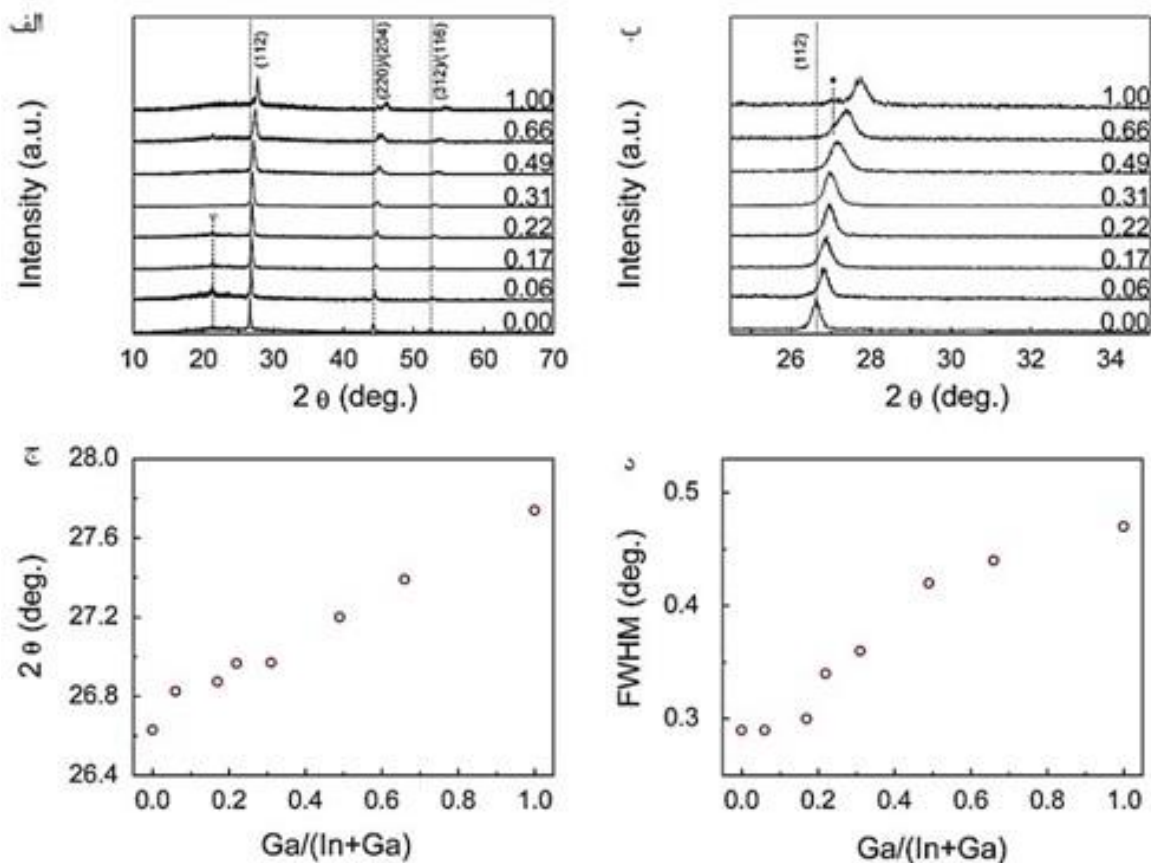 Intensity (a.u.)
(112)
(220)/(204)
(312)/(116)
1.00
0.66
0.49
0.31
0.22
0.17
0.06
0.00
10 20 30 40 50 60 70
2 θ (deg.)
Intensity (a.u.)
(112)
*
1.00
0.66
0.49
0.31
0.22
0.17
0.06
0.00
26 28 30 32 34
2 θ (deg.)
2 θ (deg.)
28.0
27.6
27.2
26.8
26.4
0.0 0.2 0.4 0.6 0.8 1.0
Ga/(In+Ga)
FWHM (deg.)
0.5
0.4
0.3
0.0 0.2 0.4 0.6 0.8 1.0
Ga/(In+Ga)